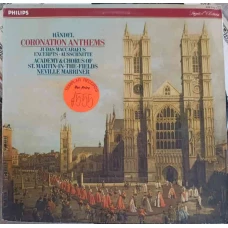 PHILIPS
HÄNDEL
CORONATION ANTHEMS
JUDAS MACCABAEUS
EXCERPTS · AUSSCHNITTE
ACADEMY & CHORUS OF
ST. MARTIN-IN-THE-FIELDS
NEVILLE MARRINER